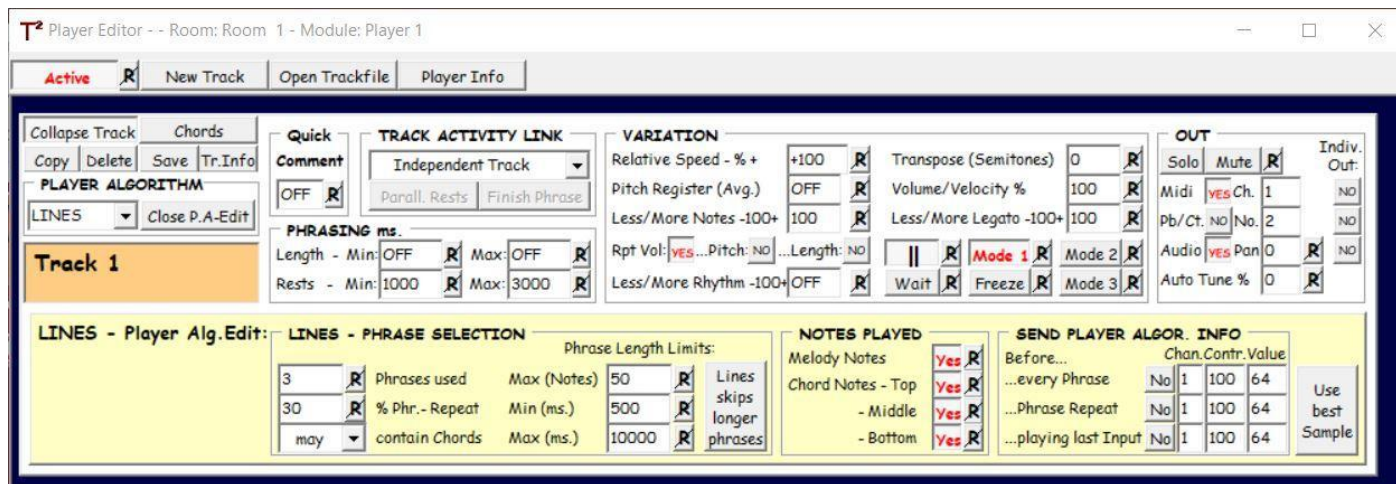 T² Player Editor - - Room: Room 1 - Module: Player 1
Active R New Track Open Trackfile Player Info
Collapse Track Chords
Copy Delete Save Tr.Info
PLAYER ALGORITHM
LINES Close P.A-Edit
Track 1
Quick
Comment
OFF R
TRACK ACTIVITY LINK
Independent Track
Parall. Rests Finish Phrase
PHRASING ms.
Length - Min: OFF R Max: OFF R
Rests - Min: 1000 R Max: 3000 R
VARIATION
Relative Speed - % + +100 R Transpose (Semitones) 0 R
Pitch Register (Avg.) OFF R Volume/Velocity % 100 R
Less/More Notes -100+ 100 R Less/More Legato -100+ 100 R
Rpt Vol: YES ...Pitch: NO ...Length: NO || R Mode 1 R Mode 2 R
Less/More Rhythm -100+ OFF R Wait R Freeze R Mode 3 R
OUT
Indiv.
Out:
Solo Mute R
Midi YES Ch. 1 NO
Pb/Ct. NO No. 2 NO
Audio YES Pan 0 R NO
Auto Tune % 0 R
LINES - Player Alg.Edit:
LINES - PHRASE SELECTION
Phrase Length Limits:
3 R Phrases used Max (Notes) 50 R
30 R % Phr.- Repeat Min (ms.) 500 R
may contain Chords Max (ms.) 10000 R
Lines
skips
longer
phrases
NOTES PLAYED
Melody Notes Yes R
Chord Notes - Top Yes R
- Middle Yes R
- Bottom Yes R
SEND PLAYER ALGOR. INFO
Before... Chan. Contr. Value
...every Phrase No 1 100 64
...Phrase Repeat No 1 100 64
...playing last Input No 1 100 64
Use
best
Sample